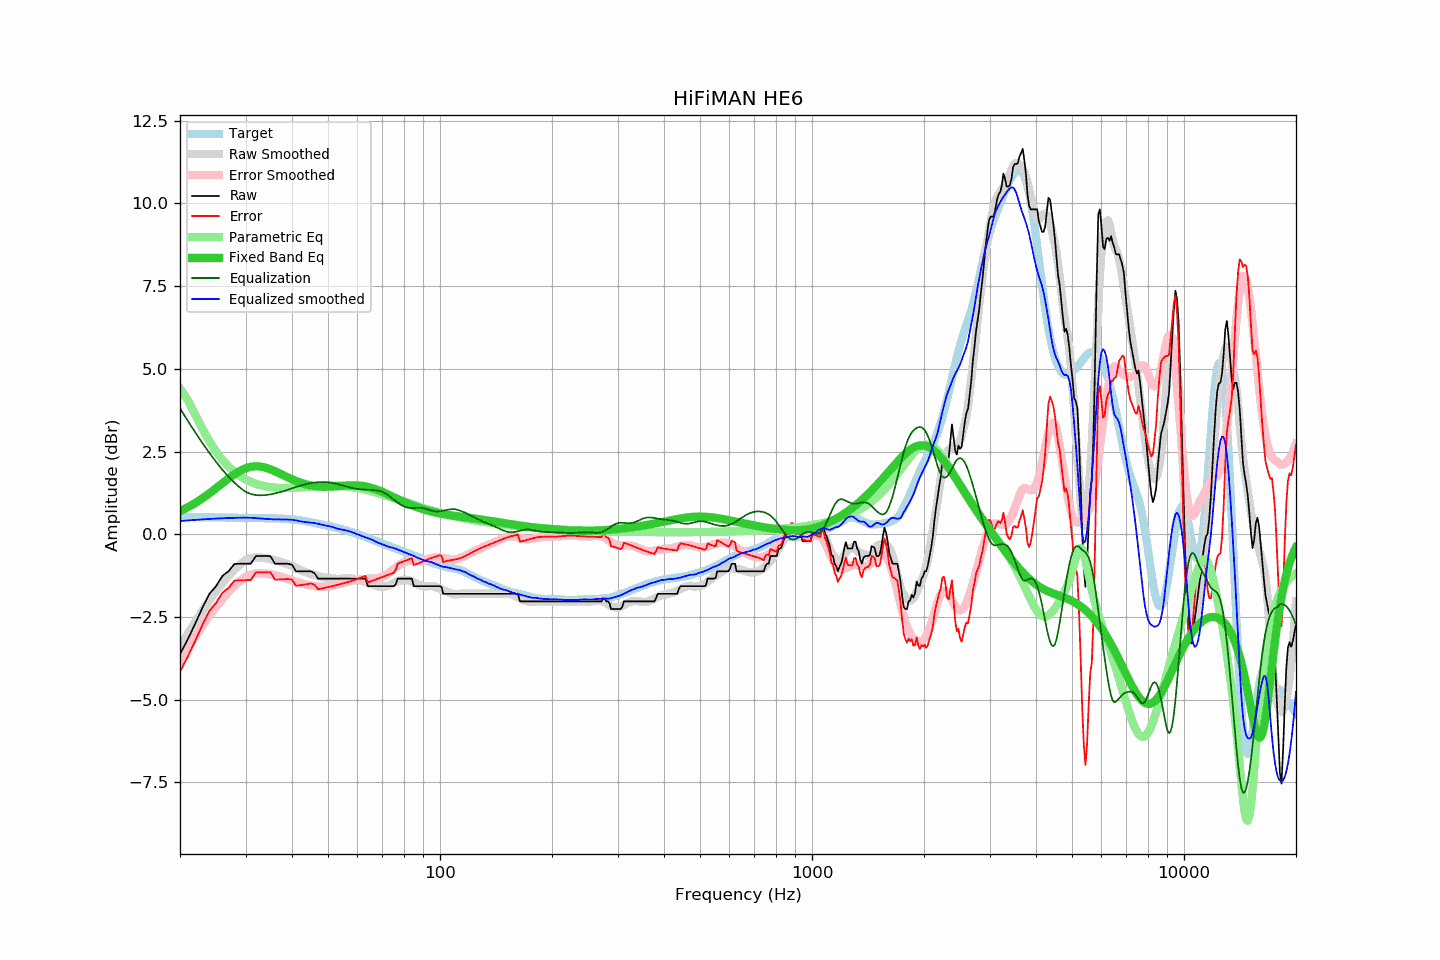 HiFiMAN HE6
12.5
10.0
7.5
5.0
2.5
0.0
−2.5
−5.0
−7.5
Amplitude (dBr)
Target
Raw Smoothed
Error Smoothed
Raw
Error
Parametric Eq
Fixed Band Eq
Equalization
Equalized smoothed
100 1000 10000
Frequency (Hz)